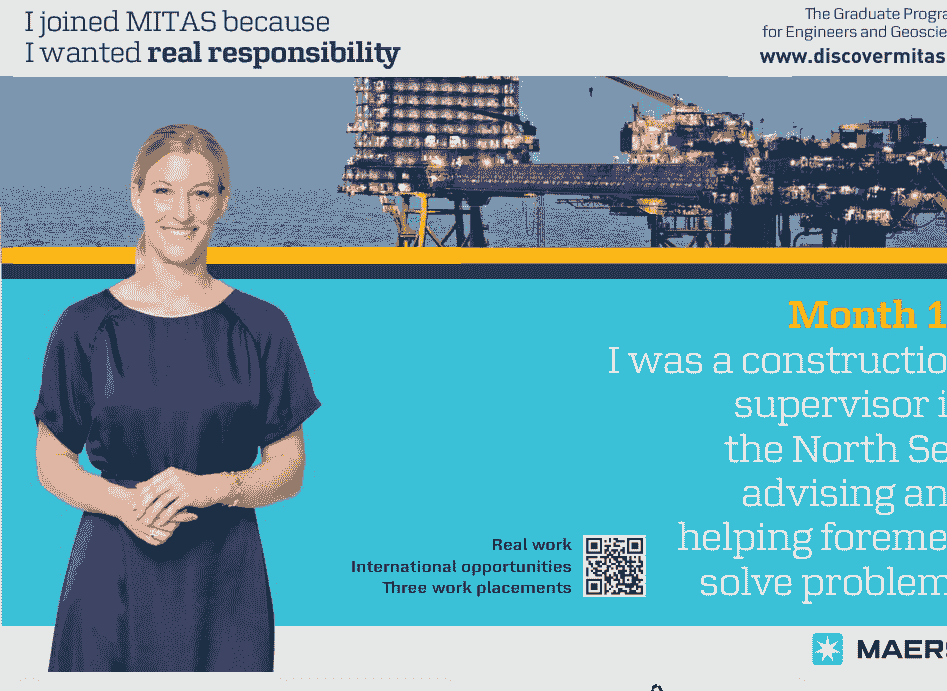 I joined MITAS because
I wanted real responsibility
The Graduate Progra
for Engineers and Geoscie
www.discovermitas
Month 1
I was a constructio
supervisor i
the North Se
advising an
helping foreme
solve problem
Real work
International opportunities
Three work placements
MAERS